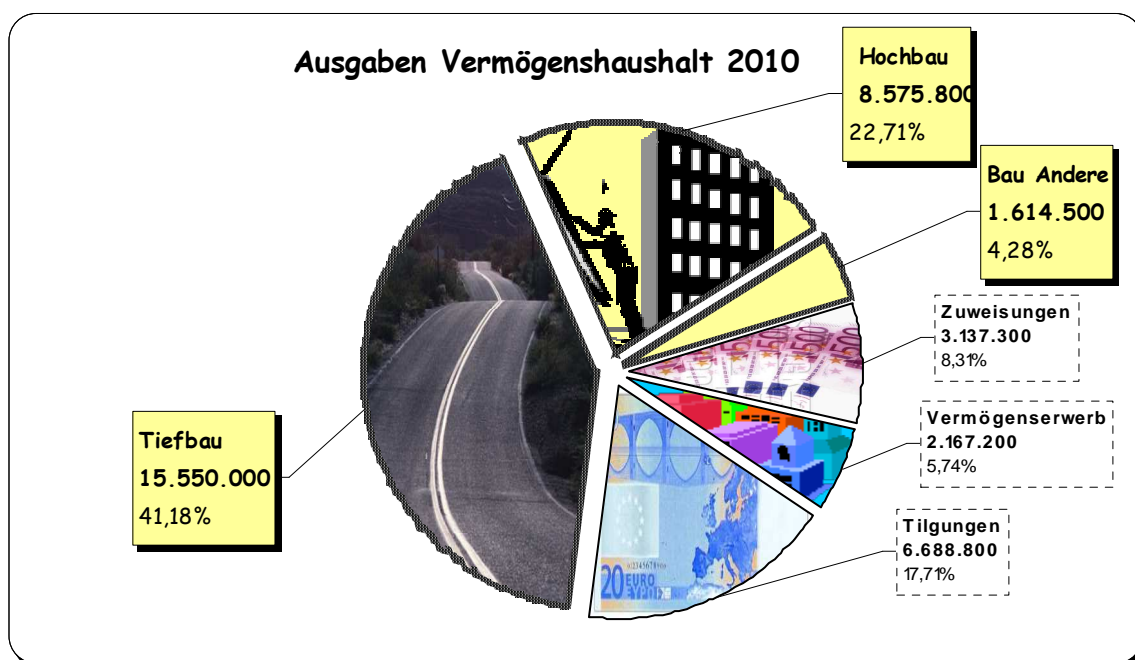 Ausgaben Vermögenshaushalt 2010
Hochbau
8.575.800
22,71%
Bau Andere
1.614.500
4,28%
Zuweisungen
3.137.300
8,31%
Vermögenserwerb
2.167.200
5,74%
Tilgungen
6.688.800
17,71%
Tiefbau
15.550.000
41,18%
20 EURO